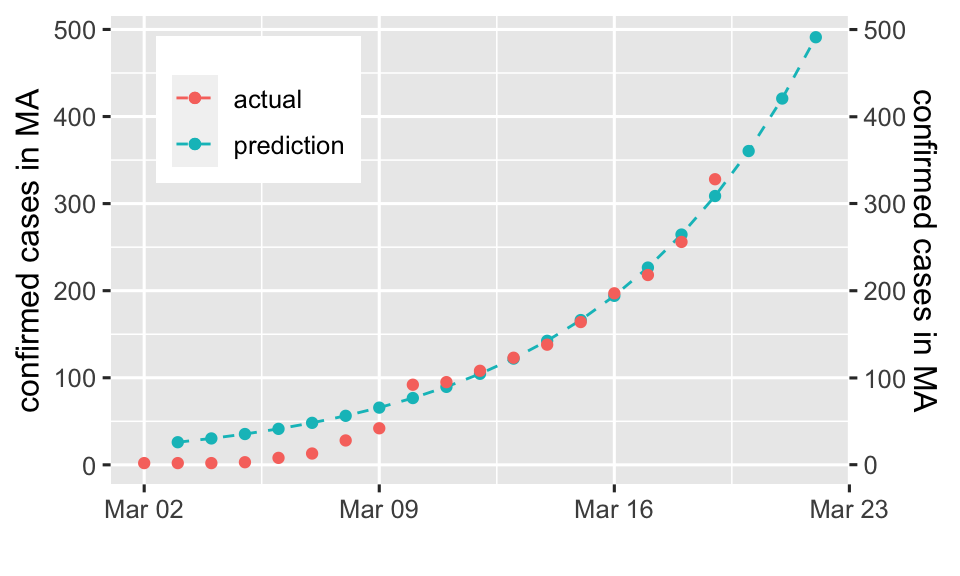 500
400
300
200
100
0
confirmed cases in MA
actual
prediction
500
400
300
200
100
0
confirmed cases in MA
Mar 02
Mar 09
Mar 16
Mar 23